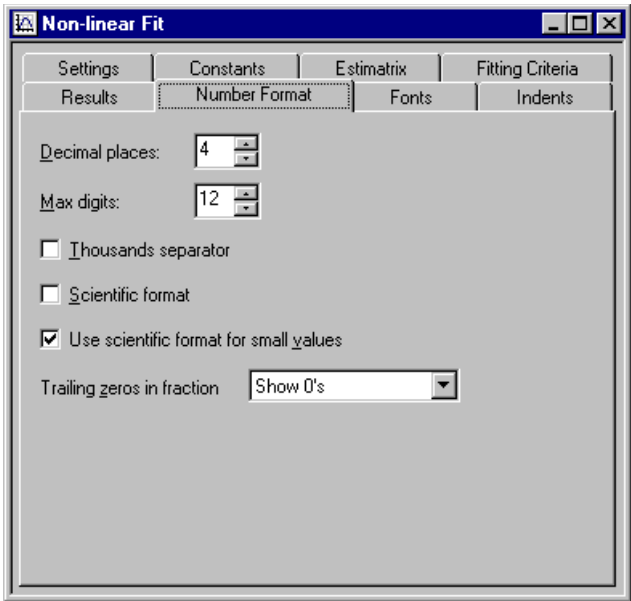 Non-linear Fit
Settings Constants Estimatrix Fitting Criteria
Results Number Format Fonts Indents
Decimal places: 4
Max digits: 12
Thousands separator
Scientific format
Use scientific format for small values
Trailing zeros in fraction Show 0's